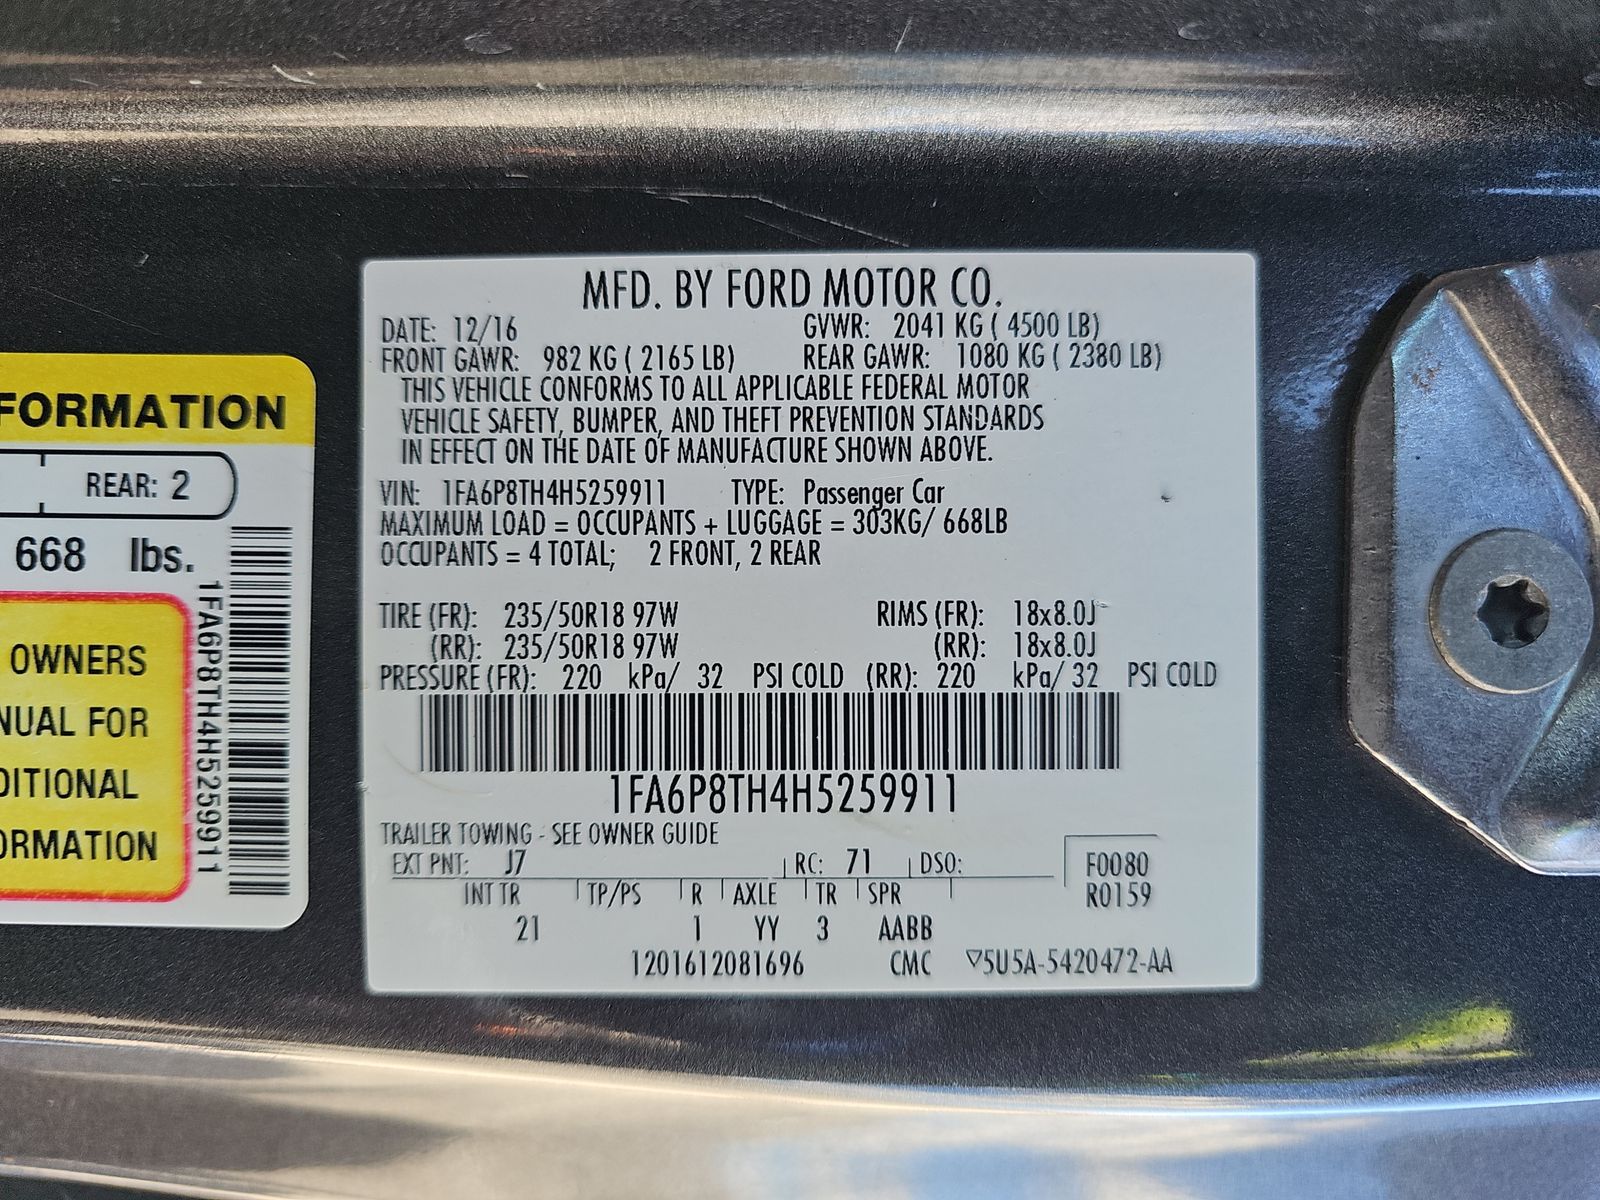 FORMATION
REAR: 2
668 lbs.
OWNERS
NUAL FOR
DITIONAL
ORMATION
1FA6P8TH4H5259911
MFD. BY FORD MOTOR CO.
DATE: 12/16 GVWR: 2041 KG ( 4500 LB)
FRONT GAWR: 982 KG ( 2165 LB) REAR GAWR: 1080 KG ( 2380 LB)
THIS VEHICLE CONFORMS TO ALL APPLICABLE FEDERAL MOTOR
VEHICLE SAFETY, BUMPER, AND THEFT PREVENTION STANDARDS
IN EFFECT ON THE DATE OF MANUFACTURE SHOWN ABOVE.
VIN: 1FA6P8TH4H5259911 TYPE: Passenger Car
MAXIMUM LOAD = OCCUPANTS + LUGGAGE = 303KG/ 668LB
OCCUPANTS = 4 TOTAL; 2 FRONT, 2 REAR
TIRE (FR): 235/50R18 97W RIMS (FR): 18x8.0J
(RR): 235/50R18 97W (RR): 18x8.0J
PRESSURE (FR): 220 kPa/ 32 PSI COLD (RR): 220 kPa/ 32 PSI COLD
1FA6P8TH4H5259911
TRAILER TOWING - SEE OWNER GUIDE
EXT PNT: J7 RC: 71 DSO: F0080
INT TR TP/PS R AXLE TR SPR R0159
21 1 YY 3 AABB
1201612081696 CMC ▽5U5A-5420472-AA